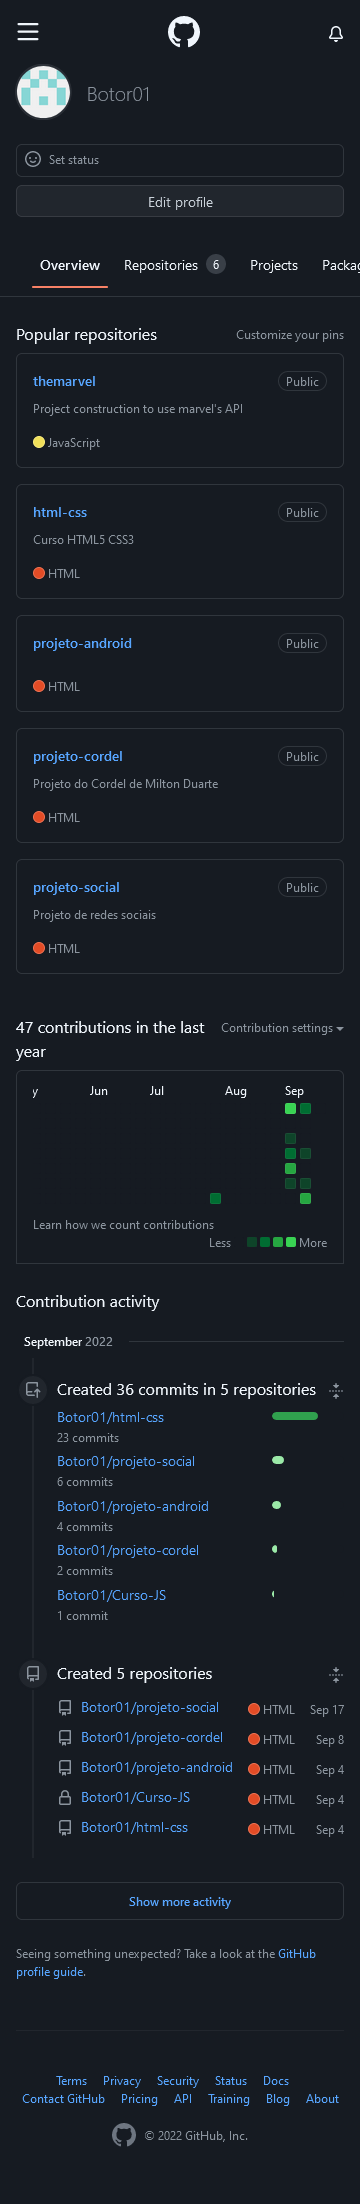 Botor01
Set status
Edit profile
Overview Repositories 6 Projects Packag
Popular repositories Customize your pins
themarvel Public
Project construction to use marvel's API
JavaScript
html-css Public
Curso HTML5 CSS3
HTML
projeto-android Public
HTML
projeto-cordel Public
Projeto do Cordel de Milton Duarte
HTML
projeto-social Public
Projeto de redes sociais
HTML
47 contributions in the last Contribution settings
year
y Jun Jul Aug Sep
Learn how we count contributions
Less More
Contribution activity
September 2022
Created 36 commits in 5 repositories
Botor01/html-css
23 commits
Botor01/projeto-social
6 commits
Botor01/projeto-android
4 commits
Botor01/projeto-cordel
2 commits
Botor01/Curso-JS
1 commit
Created 5 repositories
Botor01/projeto-social HTML Sep 17
Botor01/projeto-cordel HTML Sep 8
Botor01/projeto-android HTML Sep 4
Botor01/Curso-JS HTML Sep 4
Botor01/html-css HTML Sep 4
Show more activity
Seeing something unexpected? Take a look at the GitHub
profile guide.
Terms Privacy Security Status Docs
Contact GitHub Pricing API Training Blog About
© 2022 GitHub, Inc.